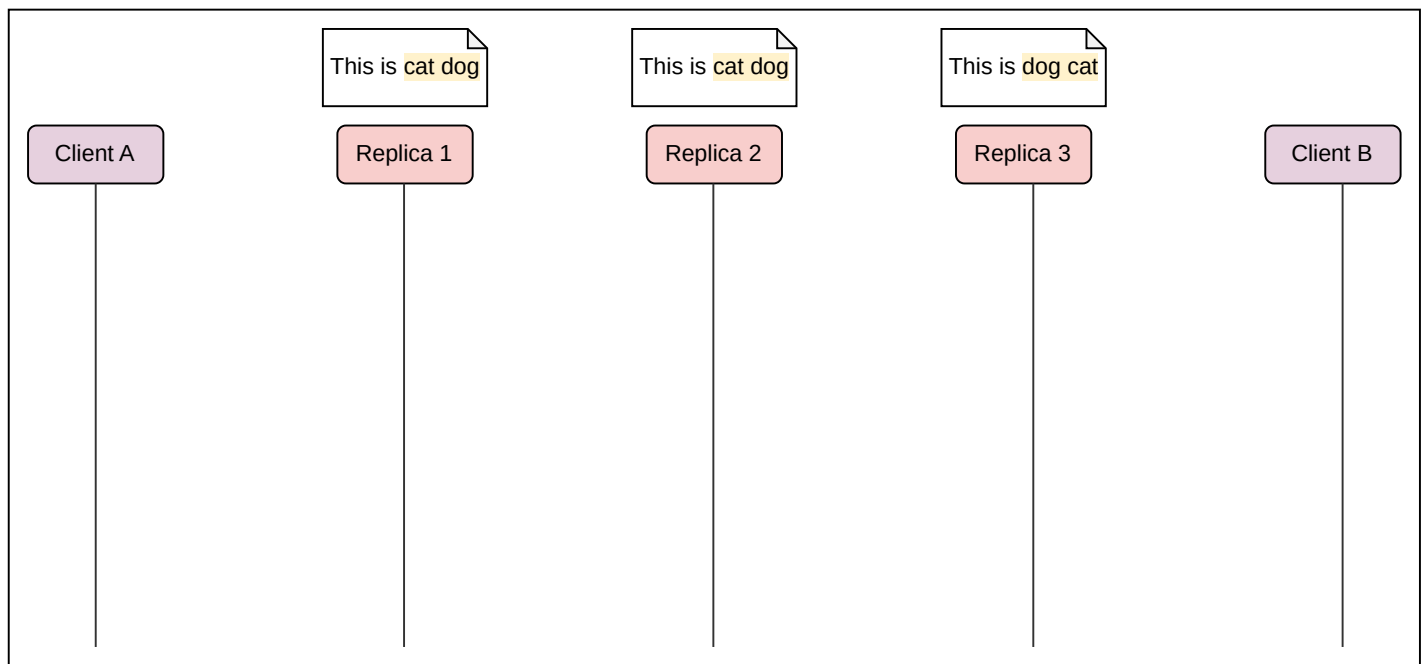 This is cat dog
This is cat dog
This is dog cat
Client A
Replica 1
Replica 2
Replica 3
Client B